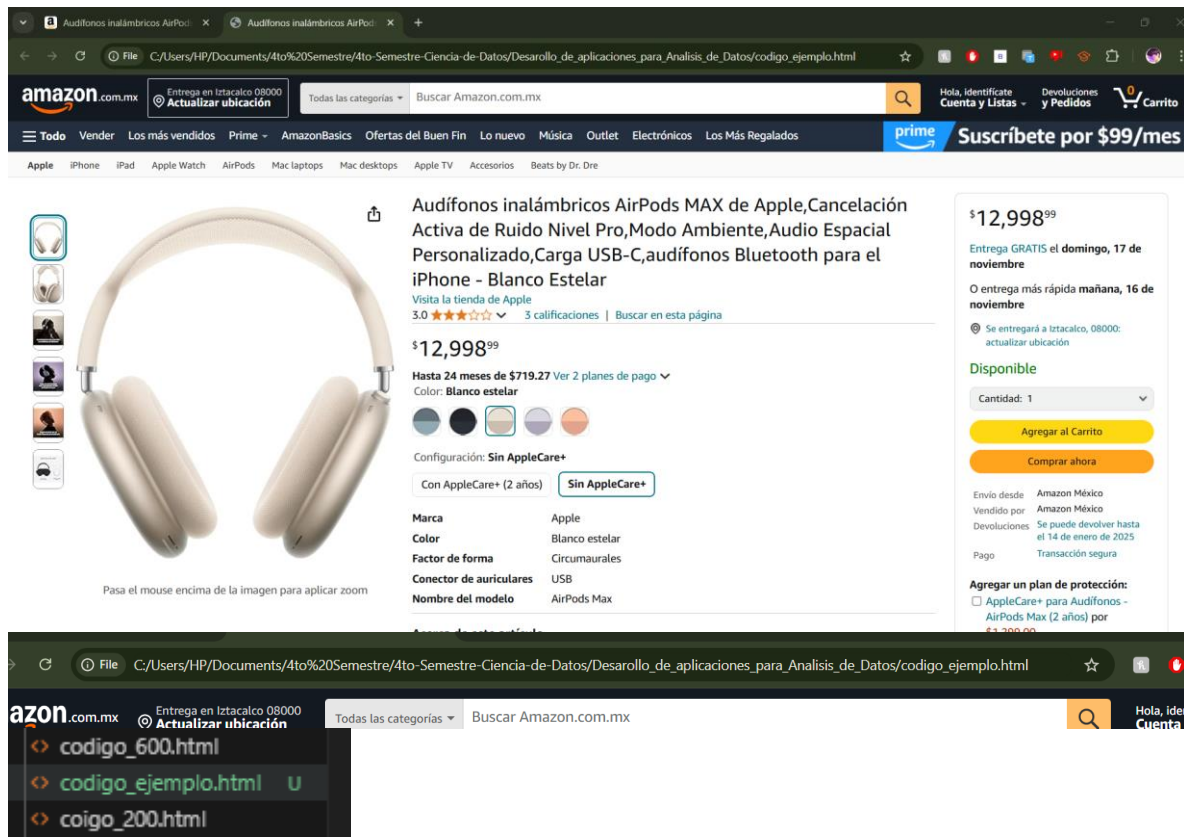 Audífonos inalámbricos AirPod
Audífonos inalámbricos AirPod
File C:/Users/HP/Documents/4to%20Semestre/4to-Semestre-Ciencia-de-Datos/Desarollo_de_aplicaciones_para_Analisis_de_Datos/codigo_ejemplo.html
amazon.com.mx
Entrega en Iztacalco 08000
Actualizar ubicación
Todas las categorías
Buscar Amazon.com.mx
Hola, identifícate
Cuenta y Listas
Devoluciones
y Pedidos
0
Carrito
Todo Vender Los más vendidos Prime AmazonBasics Ofertas del Buen Fin Lo nuevo Música Outlet Electrónicos Los Más Regalados
prime Suscríbete por $99/mes
Apple iPhone iPad Apple Watch AirPods Mac laptops Mac desktops Apple TV Accesorios Beats by Dr. Dre
Audífonos inalámbricos AirPods MAX de Apple,Cancelación
Activa de Ruido Nivel Pro,Modo Ambiente,Audio Espacial
Personalizado,Carga USB-C,audífonos Bluetooth para el
iPhone - Blanco Estelar
Visita la tienda de Apple
3.0 3 calificaciones | Buscar en esta página
$12,998.99
Hasta 24 meses de $719.27 Ver 2 planes de pago
Color: Blanco estelar
Configuración: Sin AppleCare+
Con AppleCare+ (2 años) Sin AppleCare+
Marca Apple
Color Blanco estelar
Factor de forma Circumaurales
Conector de auriculares USB
Nombre del modelo AirPods Max
Pasa el mouse encima de la imagen para aplicar zoom
$12,998.99
Entrega GRATIS el domingo, 17 de
noviembre
O entrega más rápida mañana, 16 de
noviembre
Se entregará a Iztacalco, 08000:
actualizar ubicación
Disponible
Cantidad: 1
Agregar al Carrito
Comprar ahora
Envío desde Amazon México
Vendido por Amazon México
Devoluciones Se puede devolver hasta
el 14 de enero de 2025
Pago Transacción segura
Agregar un plan de protección:
AppleCare+ para Audífonos -
AirPods Max (2 años) por
File C:/Users/HP/Documents/4to%20Semestre/4to-Semestre-Ciencia-de-Datos/Desarollo_de_aplicaciones_para_Analisis_de_Datos/codigo_ejemplo.html
azon.com.mx
Entrega en Iztacalco 08000
Actualizar ubicación
Todas las categorías
Buscar Amazon.com.mx
Hola, iden
Cuenta
codigo_600.html
codigo_ejemplo.html U
coigo_200.html